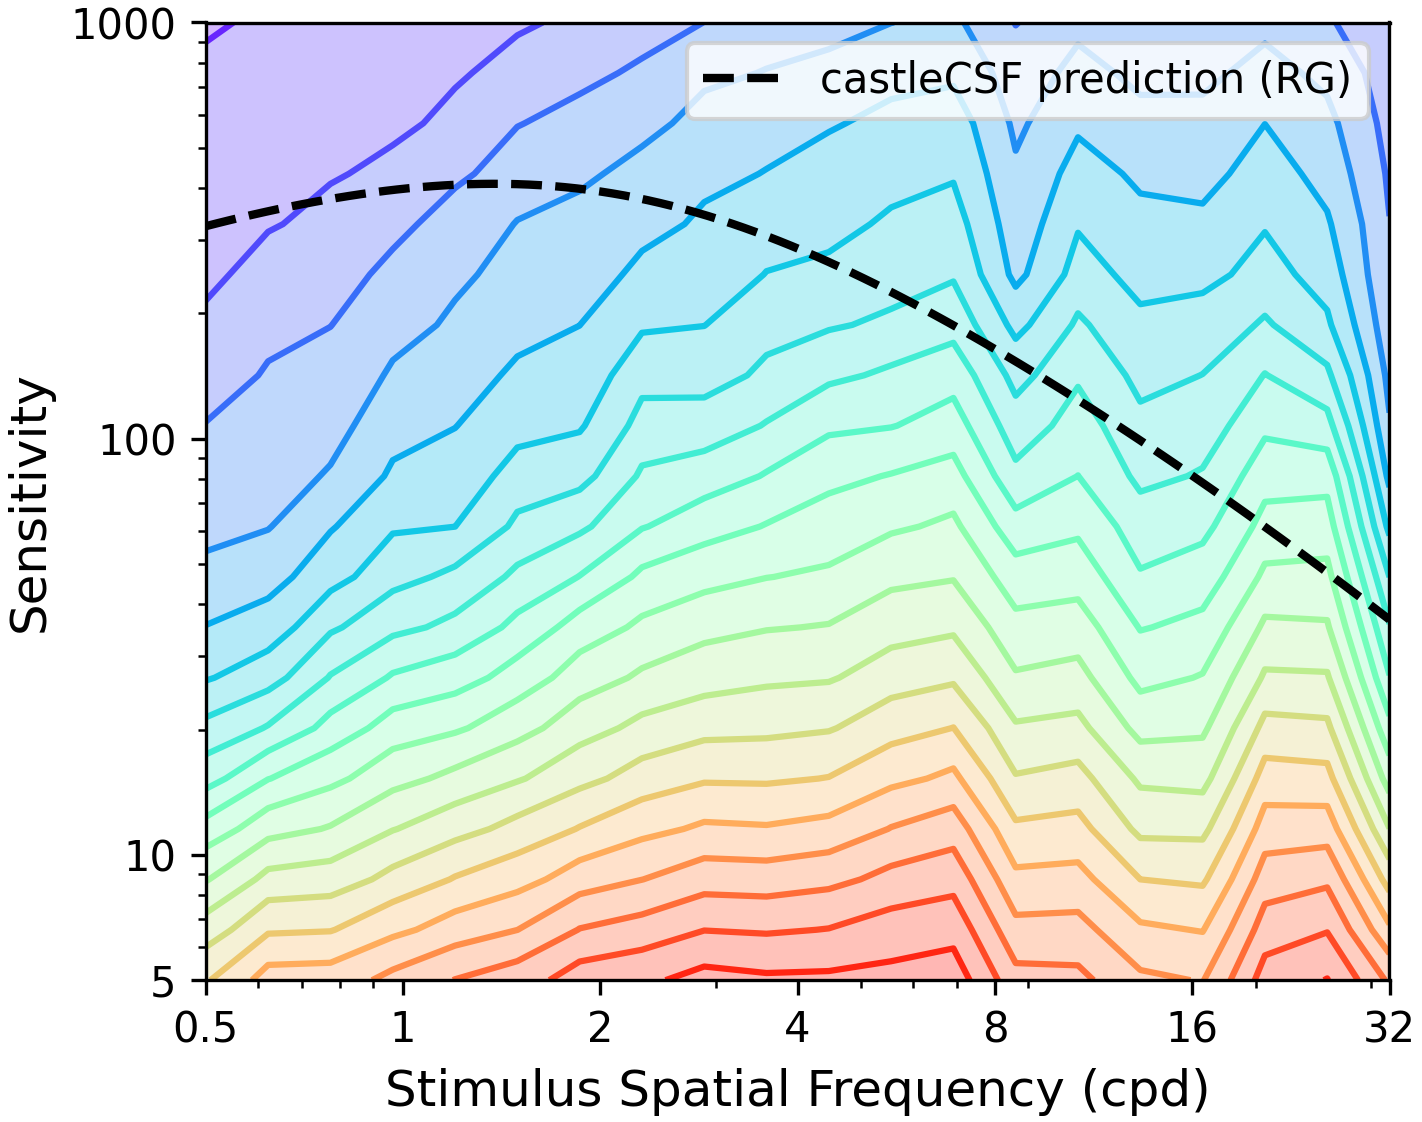 1000
castleCSF prediction (RG)
100
10
5
Sensitivity
0.5 1 2 4 8 16 32
Stimulus Spatial Frequency (cpd)